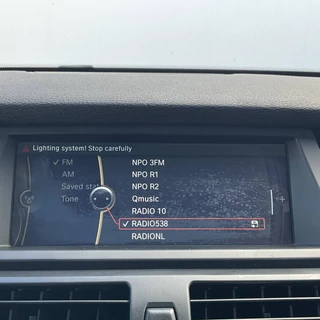 Lighting system! Stop carefully
FM
AM
Saved stat
Tone
NPO 3FM
NPO R1
NPO R2
Qmusic
RADIO 10
RADIO538
RADIONL